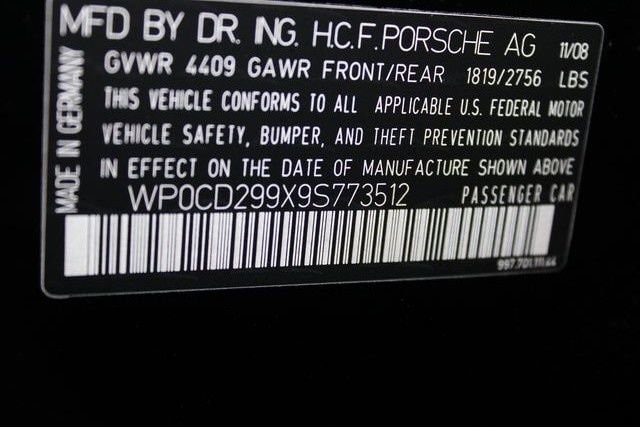 MFD BY DR. ING. H.C.F. PORSCHE AG 11/08
GVWR 4409 GAWR FRONT/REAR 1819/2756 LBS
THIS VEHICLE CONFORMS TO ALL APPLICABLE U.S. FEDERAL MOTOR
VEHICLE SAFETY, BUMPER, AND THEFT PREVENTION STANDARDS
IN EFFECT ON THE DATE OF MANUFACTURE SHOWN ABOVE
WP0CD299X9S773512 PASSENGER CAR
997.701.111.44
MADE IN GERMANY